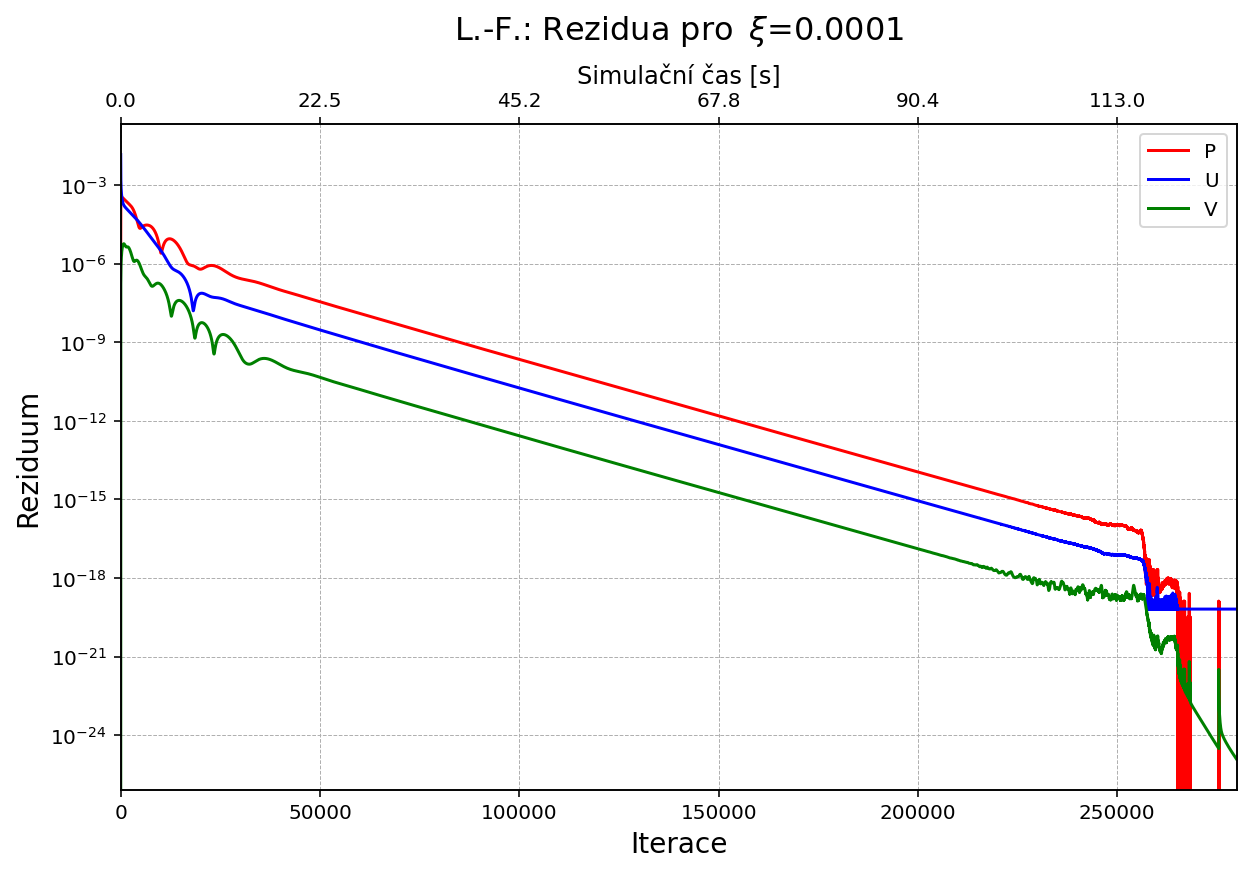 L.-F.: Rezidua pro ξ=0.0001
Simulační čas [s]
0.0 22.5 45.2 67.8 90.4 113.0
P
U
V
10⁻³
10⁻⁶
10⁻⁹
10⁻¹²
10⁻¹⁵
10⁻¹⁸
10⁻²¹
10⁻²⁴
Reziduum
0 50000 100000 150000 200000 250000
Iterace